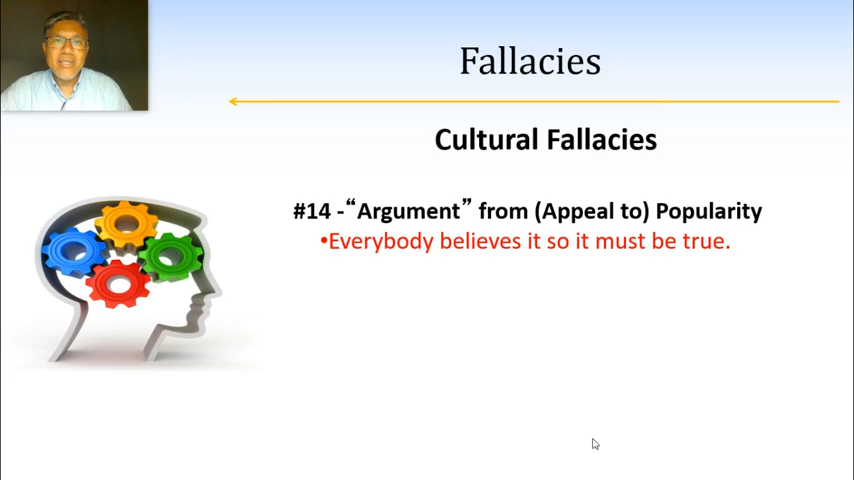 Fallacies
Cultural Fallacies
#14 -“Argument” from (Appeal to) Popularity
•Everybody believes it so it must be true.